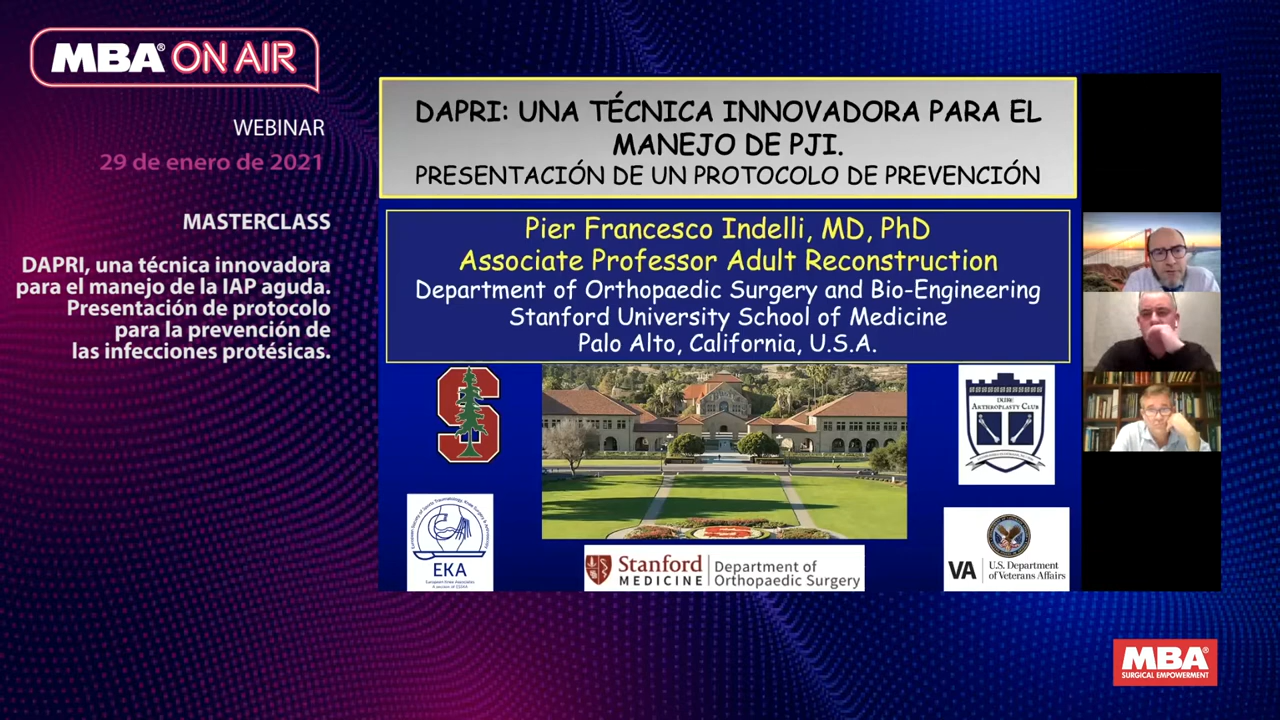 MBA® ON AIR
WEBINAR
29 de enero de 2021
MASTERCLASS
DAPRI, una técnica innovadora
para el manejo de la IAP aguda.
Presentación de protocolo
para la prevención de
las infecciones protésicas.
DAPRI: UNA TÉCNICA INNOVADORA PARA EL
MANEJO DE PJI.
PRESENTACIÓN DE UN PROTOCOLO DE PREVENCIÓN
Pier Francesco Indelli, MD, PhD
Associate Professor Adult Reconstruction
Department of Orthopaedic Surgery and Bio-Engineering
Stanford University School of Medicine
Palo Alto, California, U.S.A.
S
ARTHROPLASTY CLUB
EKA
European Knee Associates
Stanford
MEDICINE
Department of
Orthopaedic Surgery
VA
U.S. Department
of Veterans Affairs
MBA®
SURGICAL EMPOWERMENT